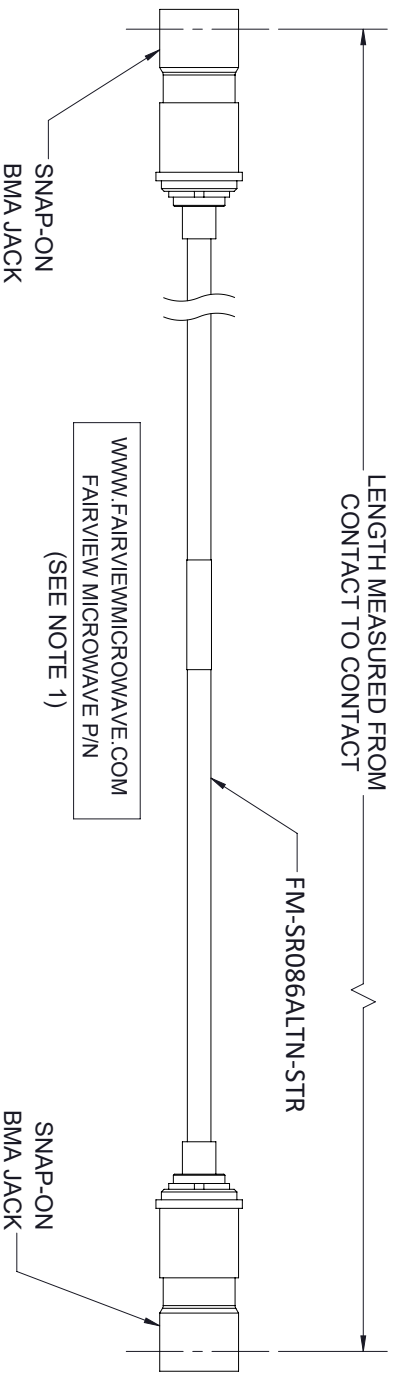 LENGTH MEASURED FROM
CONTACT TO CONTACT
FM-SR086ALTN-STR
SNAP-ON
BMA JACK
WWW.FAIRVIEWMICROWAVE.COM
FAIRVIEW MICROWAVE P/N
(SEE NOTE 1)
SNAP-ON
BMA JACK